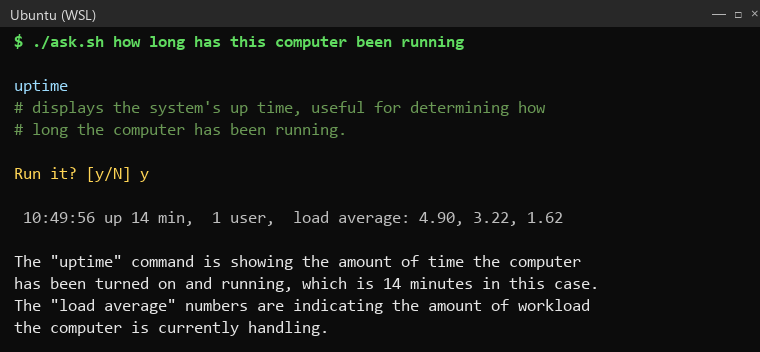 Ubuntu (WSL)
$ ./ask.sh how long has this computer been running
uptime
# displays the system's up time, useful for determining how
# long the computer has been running.
Run it? [y/N] y
10:49:56 up 14 min,  1 user,  load average: 4.90, 3.22, 1.62
The "uptime" command is showing the amount of time the computer
has been turned on and running, which is 14 minutes in this case.
The "load average" numbers are indicating the amount of workload
the computer is currently handling.